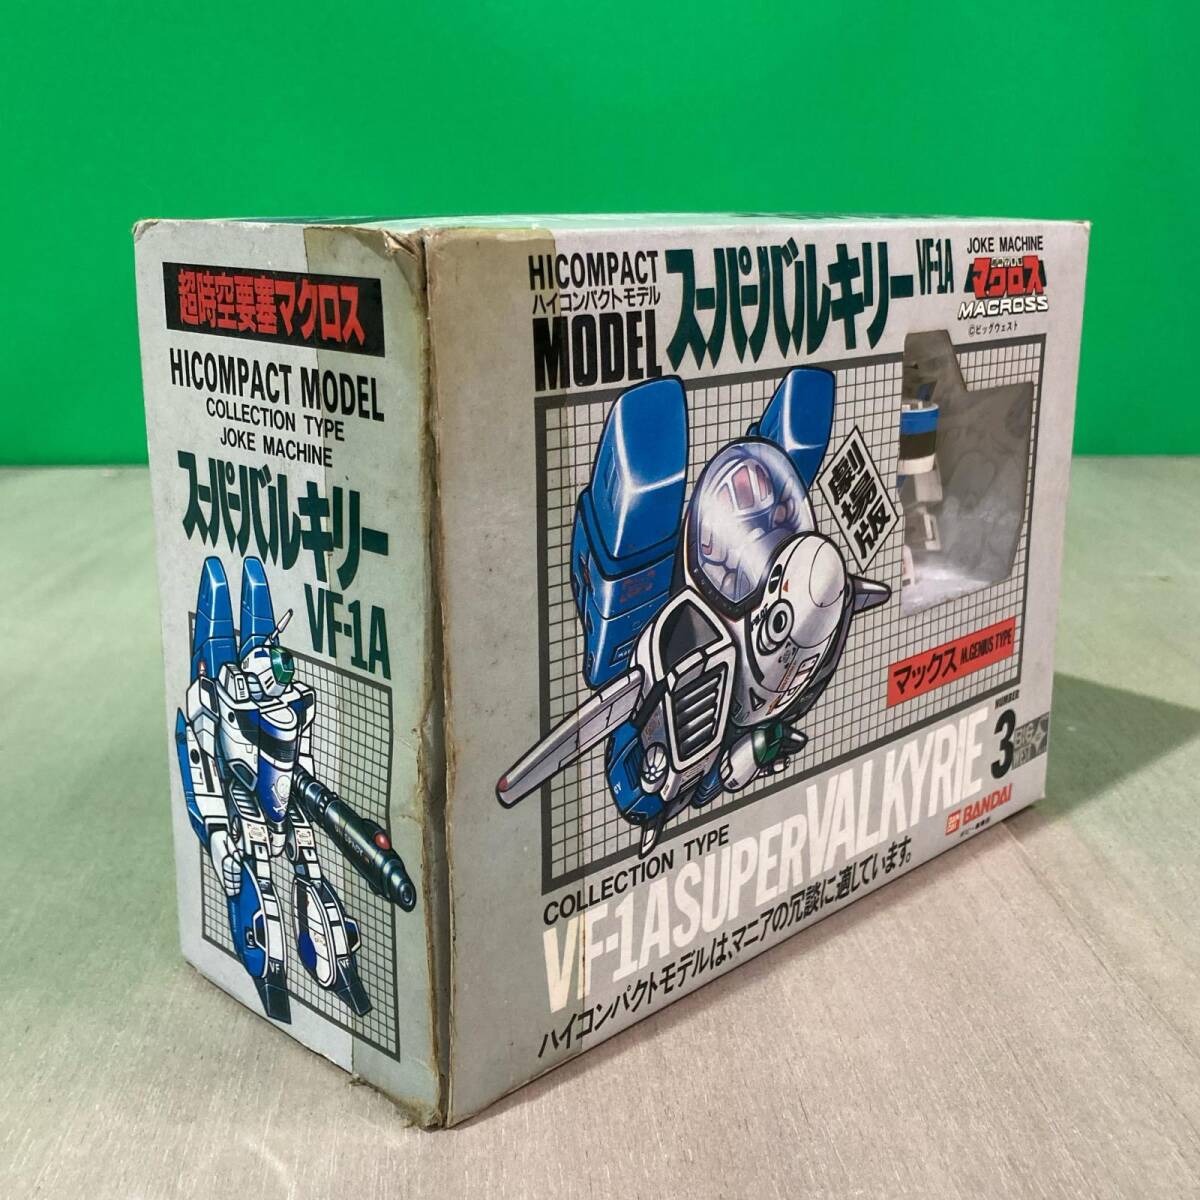 超時空要塞マクロス
HICOMPACT MODEL
COLLECTION TYPE
JOKE MACHINE
スーパーバルキリー
VF-1A
HICOMPACT
ハイコンパクトモデル
MODEL
スーパーバルキリー VF-1A
JOKE MACHINE
マクロス
MACROSS
©ビッグウェスト
劇場版
マックス M.GENIUS TYPE
NUMBER
3
BIG
WEST
BANDAI
COLLECTION TYPE
VF-1A SUPER VALKYRIE
ハイコンパクトモデルは、マニアの冗談に適しています。